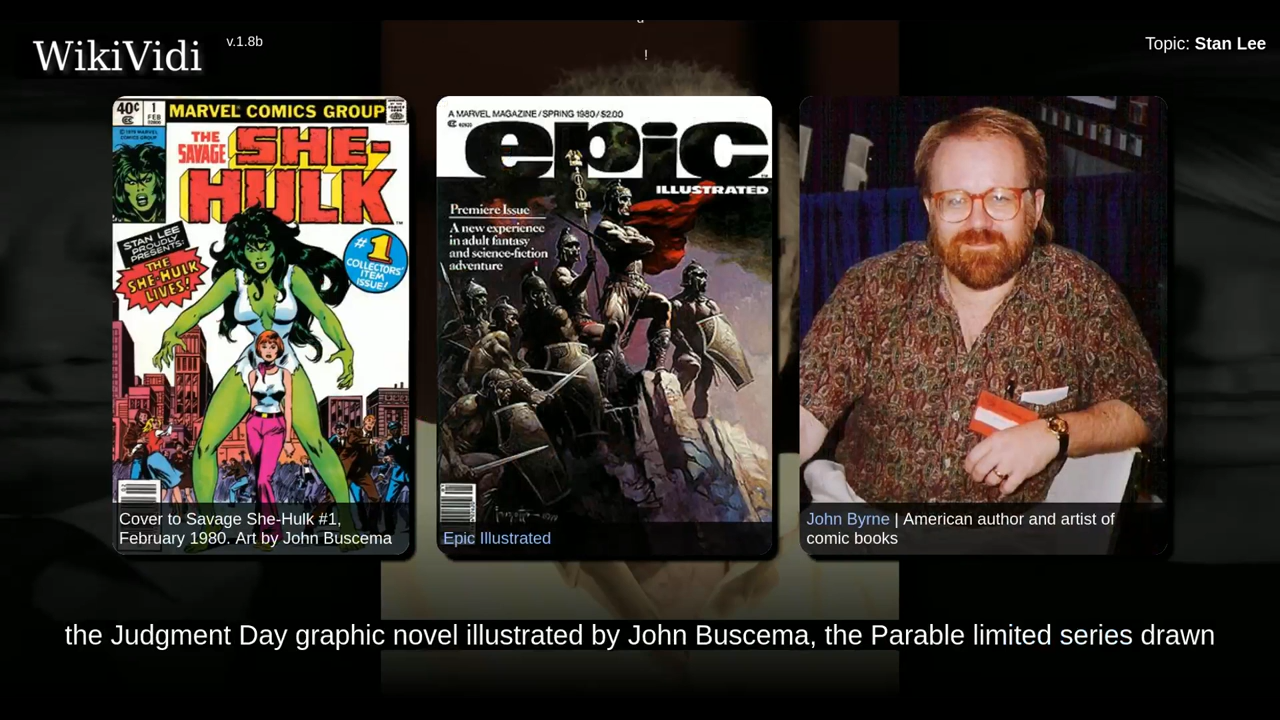 !
WikiVidi
v.1.8b
Topic: Stan Lee
40¢
1
FEB
MARVEL COMICS GROUP
THE
SAVAGE
SHE-
HULK
STAN LEE
PROUDLY
PRESENTS:
THE
SHE-HULK
LIVES!
#1
COLLECTORS'
ITEM
ISSUE!
Cover to Savage She-Hulk #1,
February 1980. Art by John Buscema
A MARVEL MAGAZINE/SPRING 1980/$2.00
epic
ILLUSTRATED
Premiere Issue
A new experience
in adult fantasy
and science-fiction
adventure
Epic Illustrated
John Byrne | American author and artist of
comic books
the Judgment Day graphic novel illustrated by John Buscema, the Parable limited series drawn